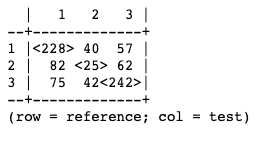 |   1   2   3 |
--+-------------+
1 |<228> 40  57 |
2 |  82 <25> 62 |
3 |  75  42<242>|
--+-------------+
(row = reference; col = test)